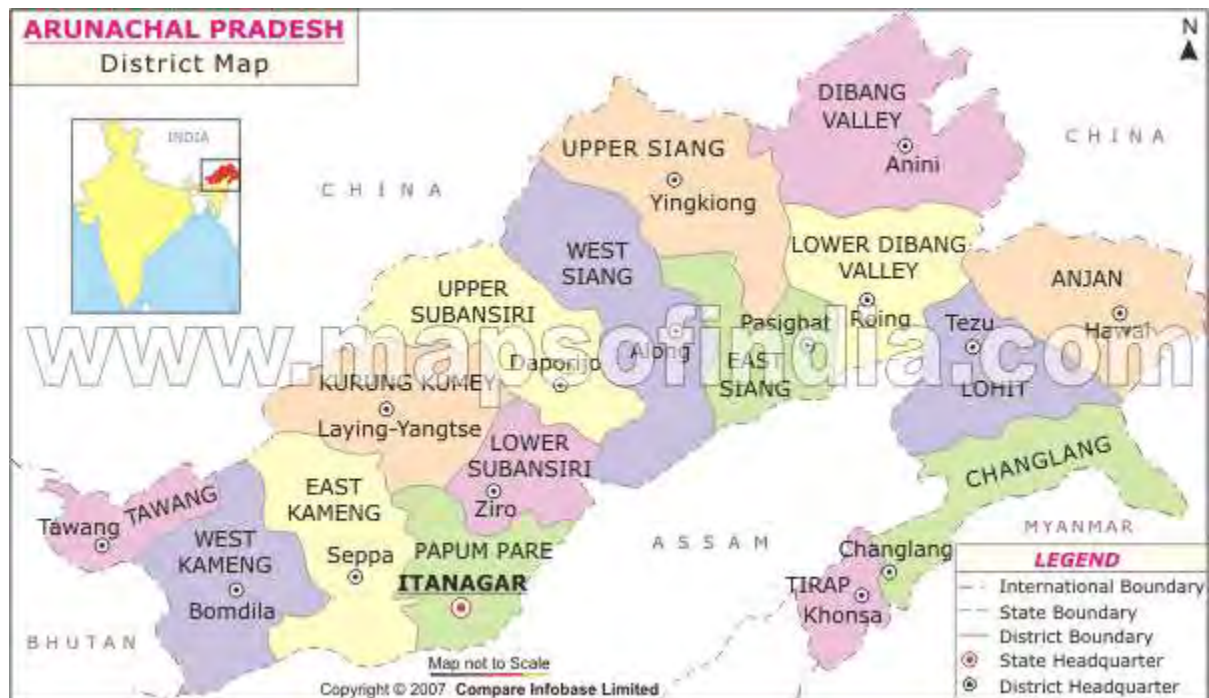 ARUNACHAL PRADESH
District Map
N
INDIA
CHINA
CHINA
DIBANG
VALLEY
Anini
UPPER SIANG
Yingkiong
WEST
SIANG
LOWER DIBANG
VALLEY
Roing
ANJAN
Hawai
UPPER
SUBANSIRI
Daporijo
Along
Pasighat
EAST
SIANG
Tezu
LOHIT
www.mapsofindia.com
KURUNG KUMEY
Laying-Yangtse
LOWER
SUBANSIRI
Ziro
CHANGLANG
Changlang
TAWANG
Tawang
EAST
KAMENG
Seppa
WEST
KAMENG
Bomdila
PAPUM PARE
ITANAGAR
ASSAM
MYANMAR
TIRAP
Khonsa
BHUTAN
LEGEND
International Boundary
State Boundary
District Boundary
State Headquarter
District Headquarter
Map not to Scale
Copyright © 2007 Compare Infobase Limited